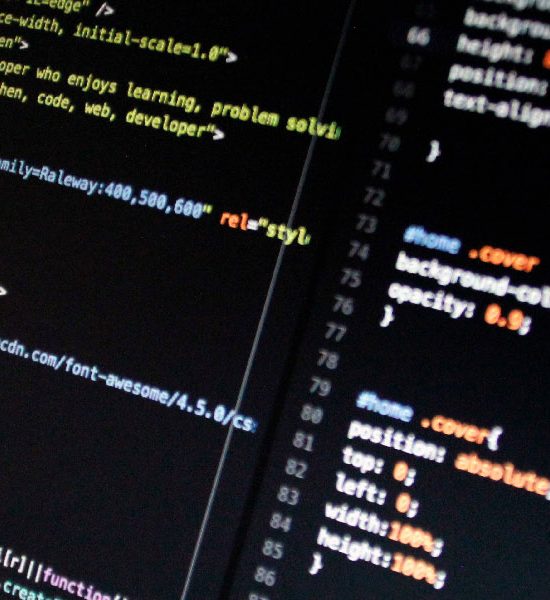 =edge" />
ce-width, initial-scale=1.0">
en">
oper who enjoys learning, problem solvi
hen, code, web, developer">
amily=Raleway:400,500,600" rel="styl
>
cdn.com/font-awesome/4.5.0/cs
[r]||function
create
66
backgrou
height:
position:
68
text-align
69
70 }
71
72
73
74 #home .cover
75 background-col
76 opacity: 0.9;
77 }
78
79
80 #home .cover{
81 position: absolute;
82 top: 0;
83 left: 0;
84 width:100%;
85 height:100%;
86 }